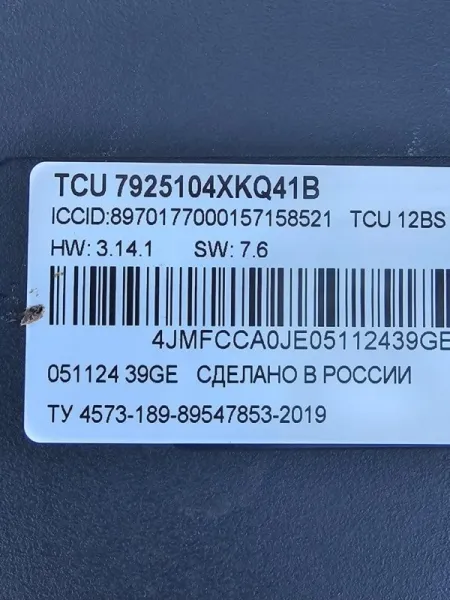 TCU 7925104XKQ41B
ICCID:8970177000157158521 TCU 12BS
HW: 3.14.1 SW: 7.6
4JMFCCA0JE05112439GE
051124 39GE СДЕЛАНО В РОССИИ
ТУ 4573-189-89547853-2019